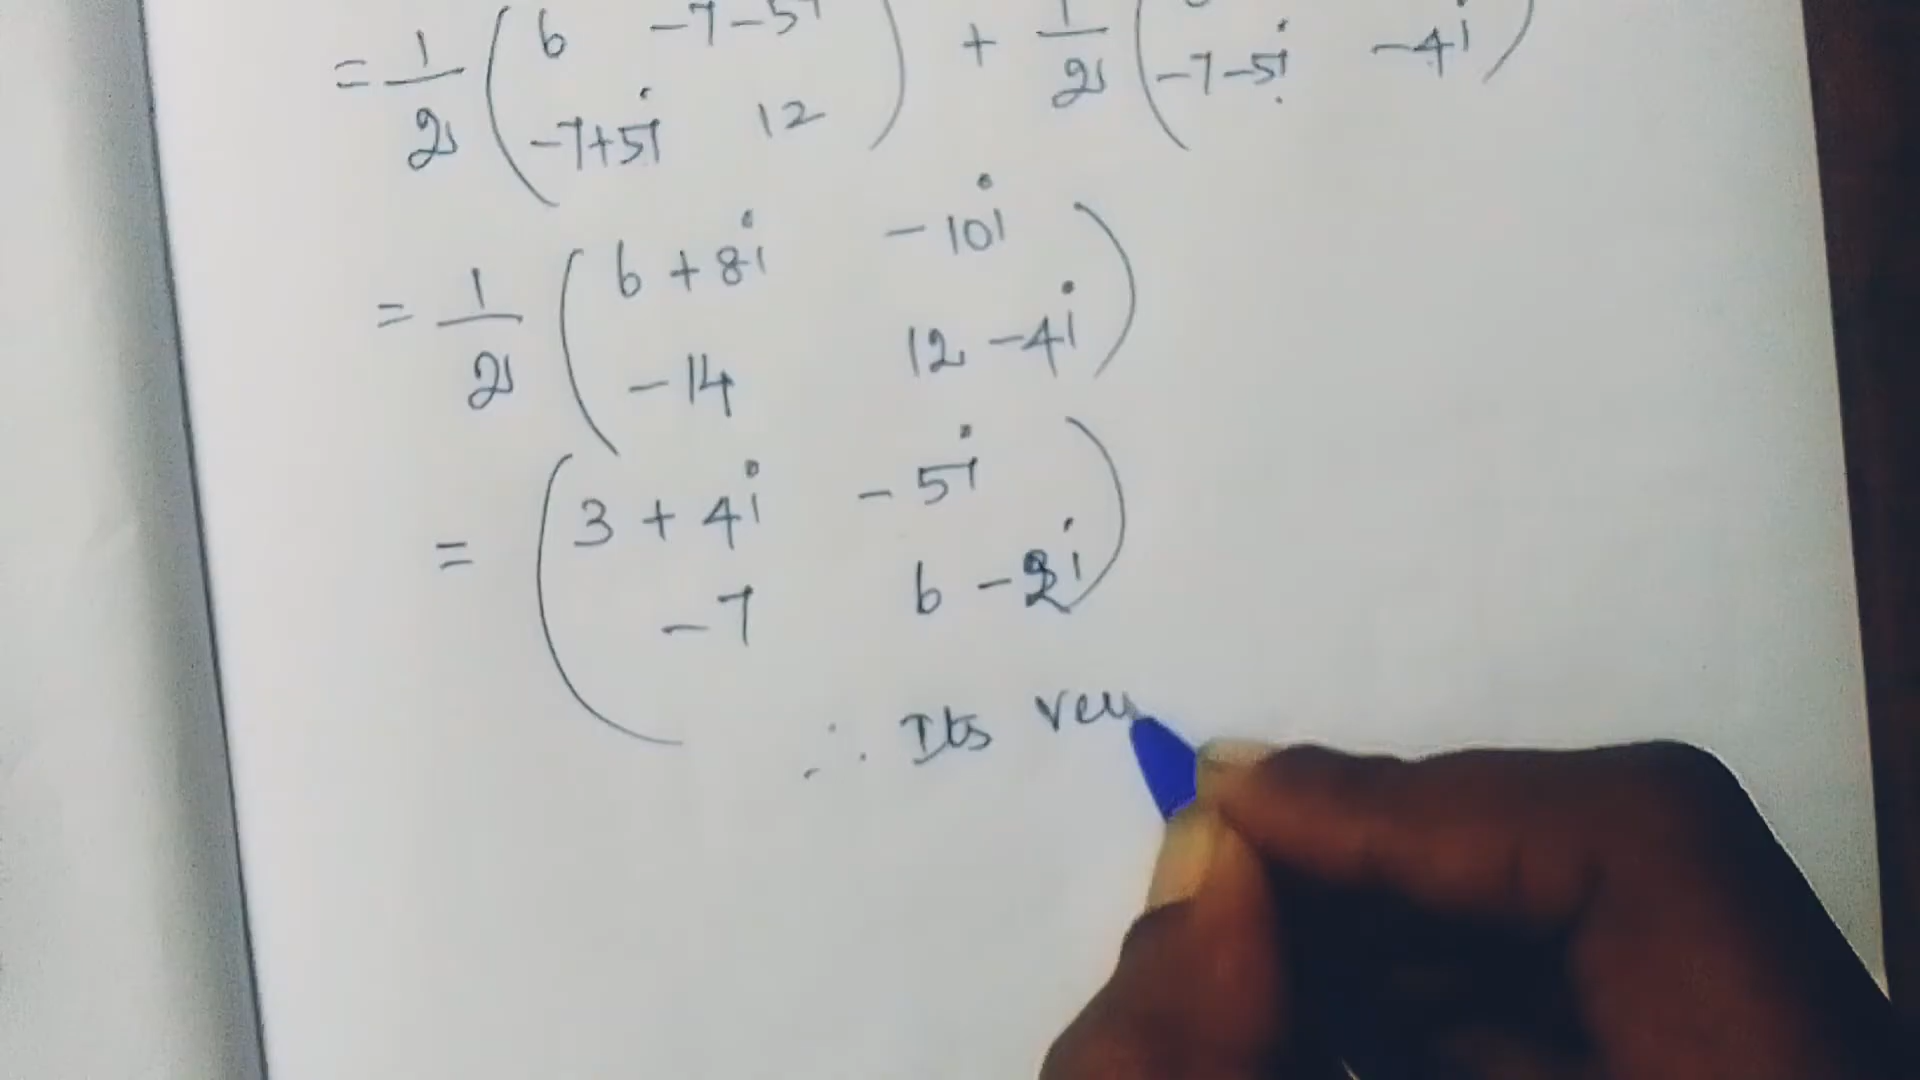 = 1/2 ( 6 -7-5i
-7+5i 12 ) + 1/2 ( -7-5i -4i )
= 1/2 ( 6+8i -10i
-14 12-4i )
= ( 3+4i -5i
-7 6-2i )
∴ Its